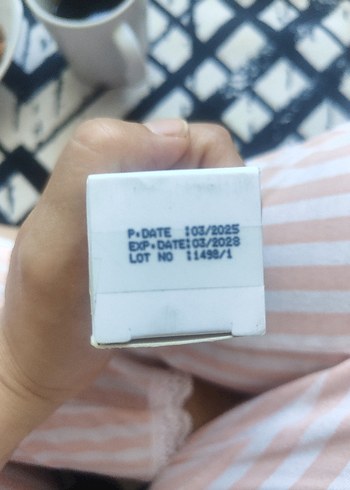 P.DATE :03/2025
EXP.DATE:03/2028
LOT NO :1498/1